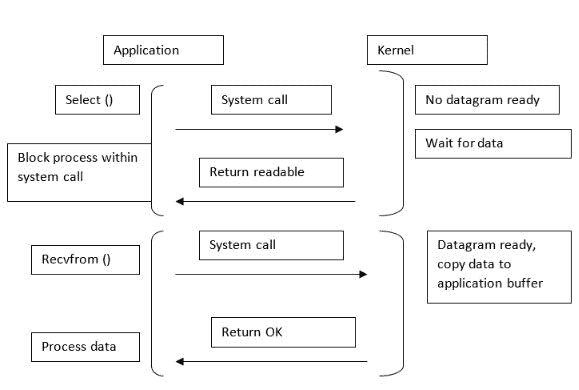 Application
Kernel
Select ()
System call
No datagram ready
Wait for data
Block process within
system call
Return readable
Recvfrom ()
System call
Datagram ready,
copy data to
application buffer
Return OK
Process data